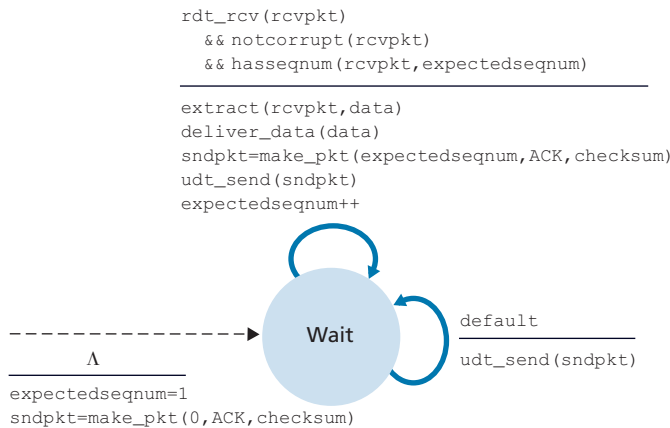 rdt_rcv(rcvpkt)
&& notcorrupt(rcvpkt)
&& hasseqnum(rcvpkt,expectedseqnum)
extract(rcvpkt,data)
deliver_data(data)
sndpkt=make_pkt(expectedseqnum,ACK,checksum)
udt_send(sndpkt)
expectedseqnum++
Wait
default
udt_send(sndpkt)
Λ
expectedseqnum=1
sndpkt=make_pkt(0,ACK,checksum)